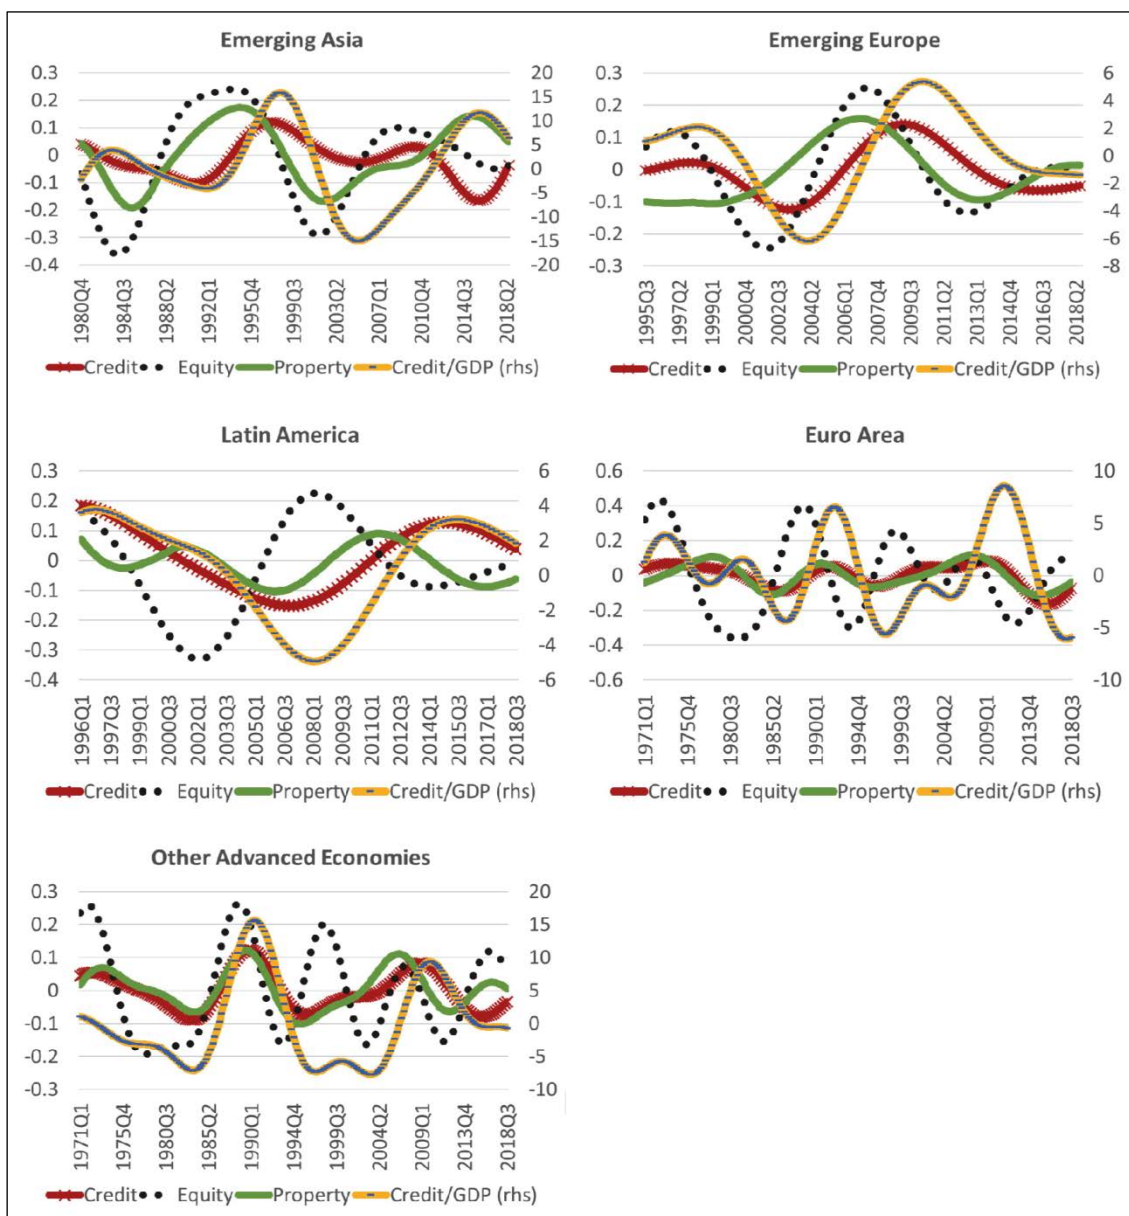 Emerging Asia
0.3
0.2
0.1
0
-0.1
-0.2
-0.3
-0.4
20
15
10
5
0
-5
-10
-15
-20
1980Q4
1984Q3
1988Q2
1992Q1
1995Q4
1999Q3
2003Q2
2007Q1
2010Q4
2014Q3
2018Q2
Credit Equity Property Credit/GDP (rhs)
Emerging Europe
0.3
0.2
0.1
0
-0.1
-0.2
-0.3
6
4
2
0
-2
-4
-6
-8
1995Q3
1997Q2
1999Q1
2000Q4
2002Q3
2004Q2
2006Q1
2007Q4
2009Q3
2011Q2
2013Q1
2014Q4
2016Q3
2018Q2
Credit Equity Property Credit/GDP (rhs)
Latin America
0.3
0.2
0.1
0
-0.1
-0.2
-0.3
-0.4
6
4
2
0
-2
-4
-6
1996Q1
1997Q3
1999Q1
2000Q3
2002Q1
2003Q3
2005Q1
2006Q3
2008Q1
2009Q3
2011Q1
2012Q3
2014Q1
2015Q3
2017Q1
2018Q3
Credit Equity Property Credit/GDP (rhs)
Euro Area
0.6
0.4
0.2
0
-0.2
-0.4
-0.6
10
5
0
-5
-10
1971Q1
1975Q4
1980Q3
1985Q2
1990Q1
1994Q4
1999Q3
2004Q2
2009Q1
2013Q4
2018Q3
Credit Equity Property Credit/GDP (rhs)
Other Advanced Economies
0.3
0.2
0.1
0
-0.1
-0.2
-0.3
20
15
10
5
0
-5
-10
1971Q1
1975Q4
1980Q3
1985Q2
1990Q1
1994Q4
1999Q3
2004Q2
2009Q1
2013Q4
2018Q3
Credit Equity Property Credit/GDP (rhs)